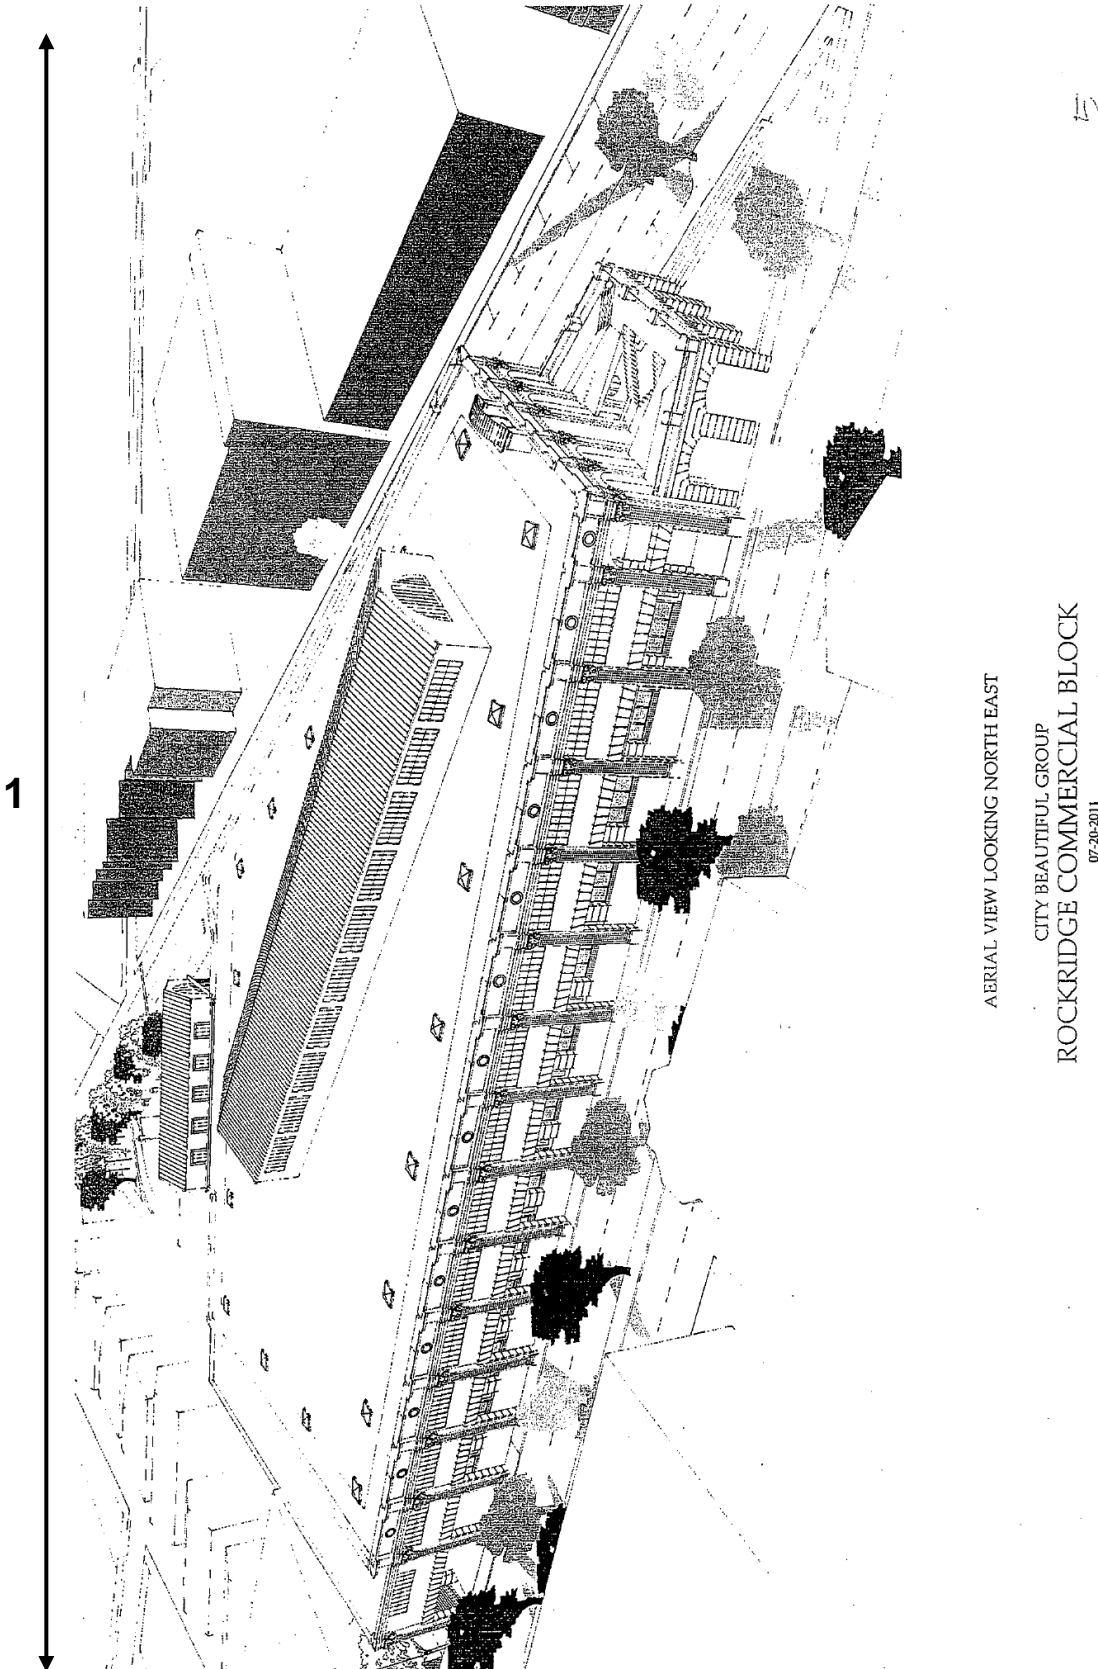 1
AERIAL VIEW LOOKING NORTH EAST
CITY BEAUTIFUL GROUP
ROCKRIDGE COMMERCIAL BLOCK
07-20-2011